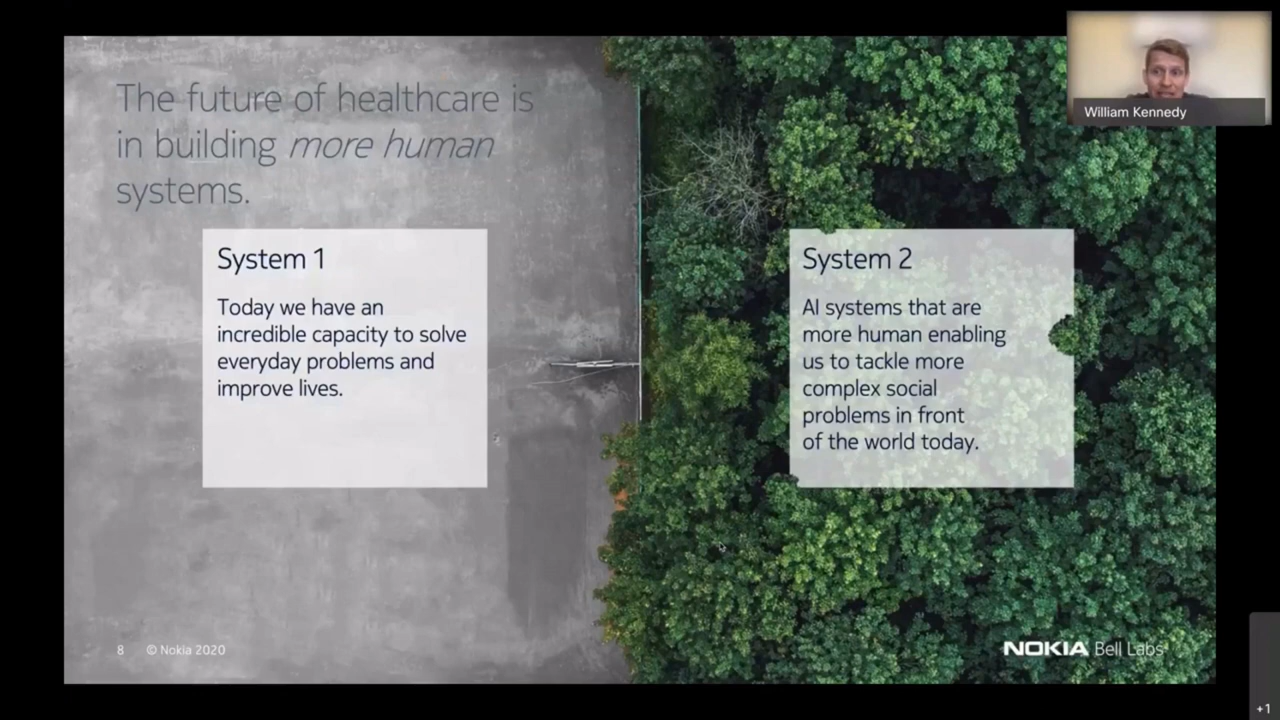 The future of healthcare is
in building more human
systems.
System 1
Today we have an
incredible capacity to solve
everyday problems and
improve lives.
System 2
AI systems that are
more human enabling
us to tackle more
complex social
problems in front
of the world today.
8 © Nokia 2020
NOKIA Bell Labs
William Kennedy
+1